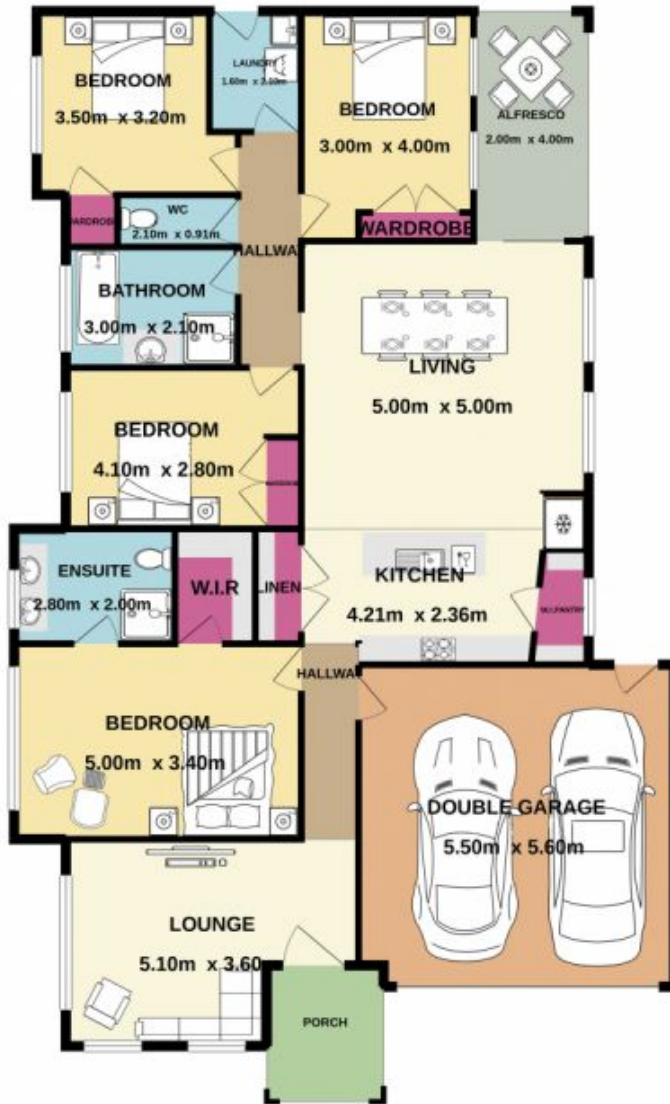 BEDROOM
3.50m x 3.20m
LAUNDRY
BEDROOM
3.00m x 4.00m
ALFRESCO
2.00m x 4.00m
WC
2.10m x 0.91m
WARDROBE
HALLWA
BATHROOM
3.00m x 2.10m
LIVING
5.00m x 5.00m
BEDROOM
4.10m x 2.80m
ENSUITE
2.80m x 2.00m
W.I.R
LINEN
KITCHEN
4.21m x 2.36m
HALLWA
BEDROOM
5.00m x 3.40m
DOUBLE GARAGE
5.50m x 5.60m
LOUNGE
5.10m x 3.60
PORCH